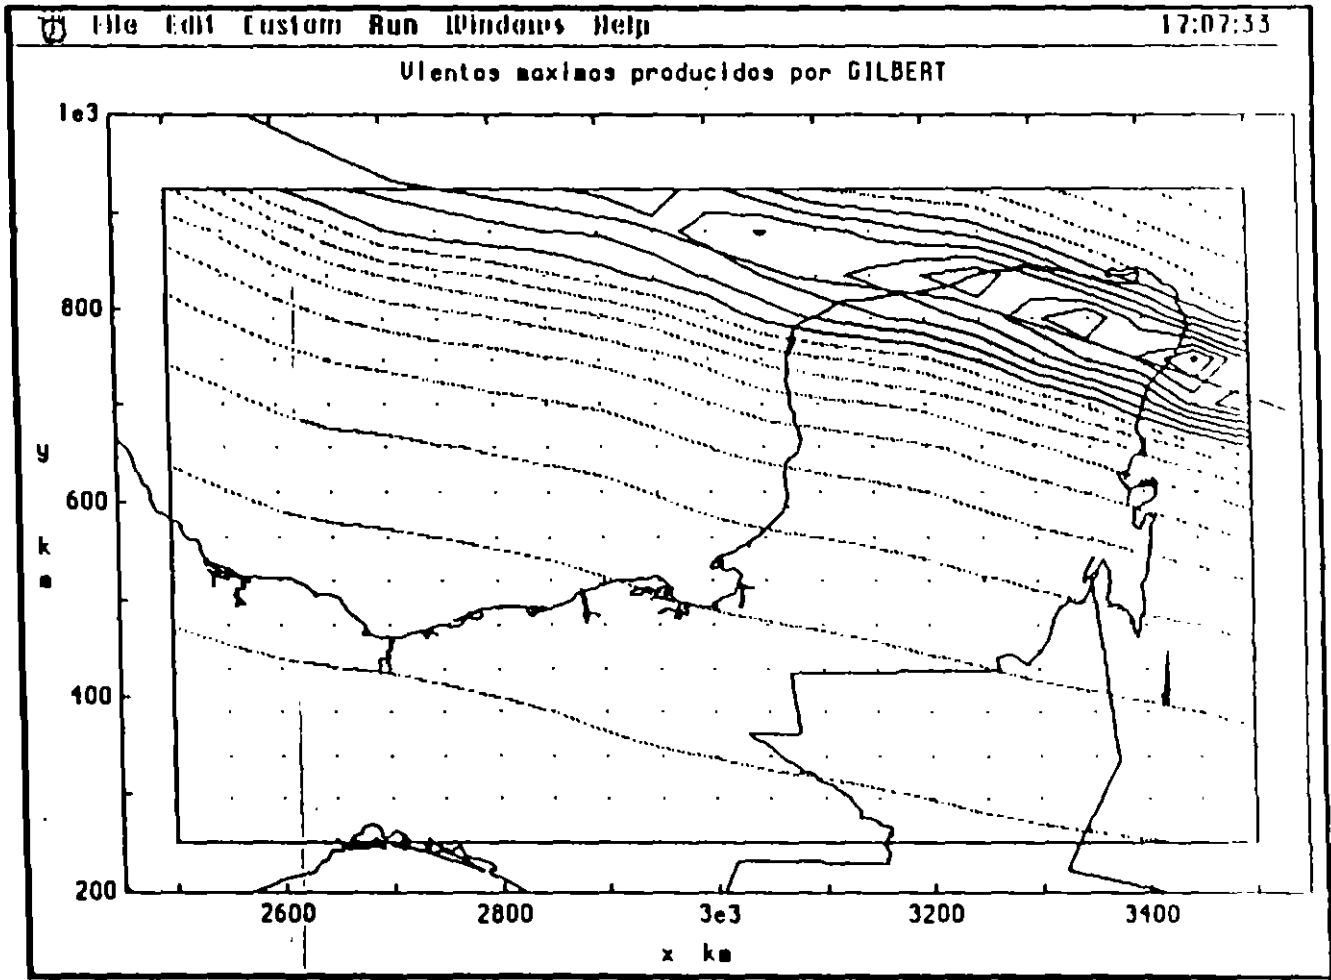 File Edit Custom Run Windows Help 17:07:33
Vientos maximos producidos por GILBERT
1e3
800
y
600
k
m
400
200
2600 2800 3e3 3200 3400
x km